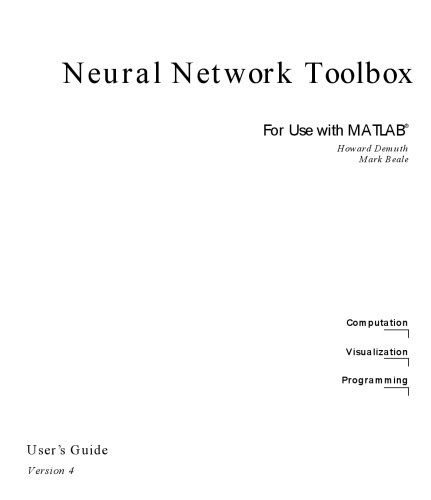 Neural Network Toolbox
For Use with MATLAB®
Howard Demuth
Mark Beale
Computation
Visualization
Programming
User's Guide
Version 4